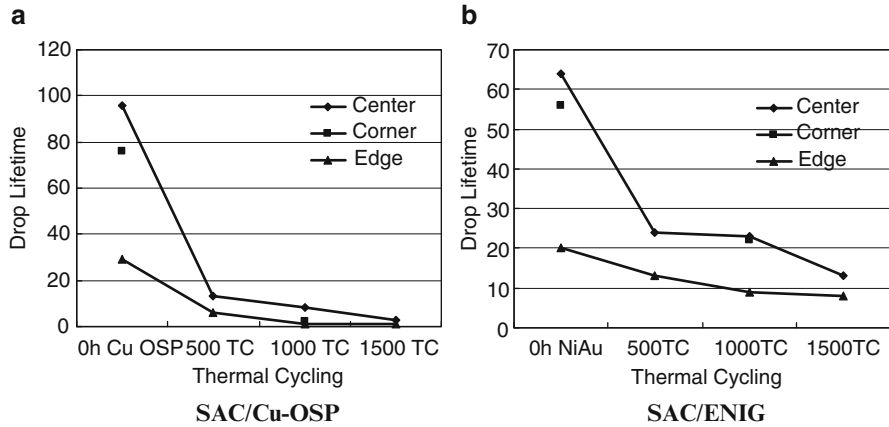 a
120
100
80
60
40
20
0
Drop Lifetime
Center
Corner
Edge
0h Cu OSP 500 TC 1000 TC 1500 TC
Thermal Cycling
SAC/Cu-OSP
b
70
60
50
40
30
20
10
0
Drop Lifetime
Center
Corner
Edge
0h NiAu 500TC 1000TC 1500TC
Thermal Cycling
SAC/ENIG